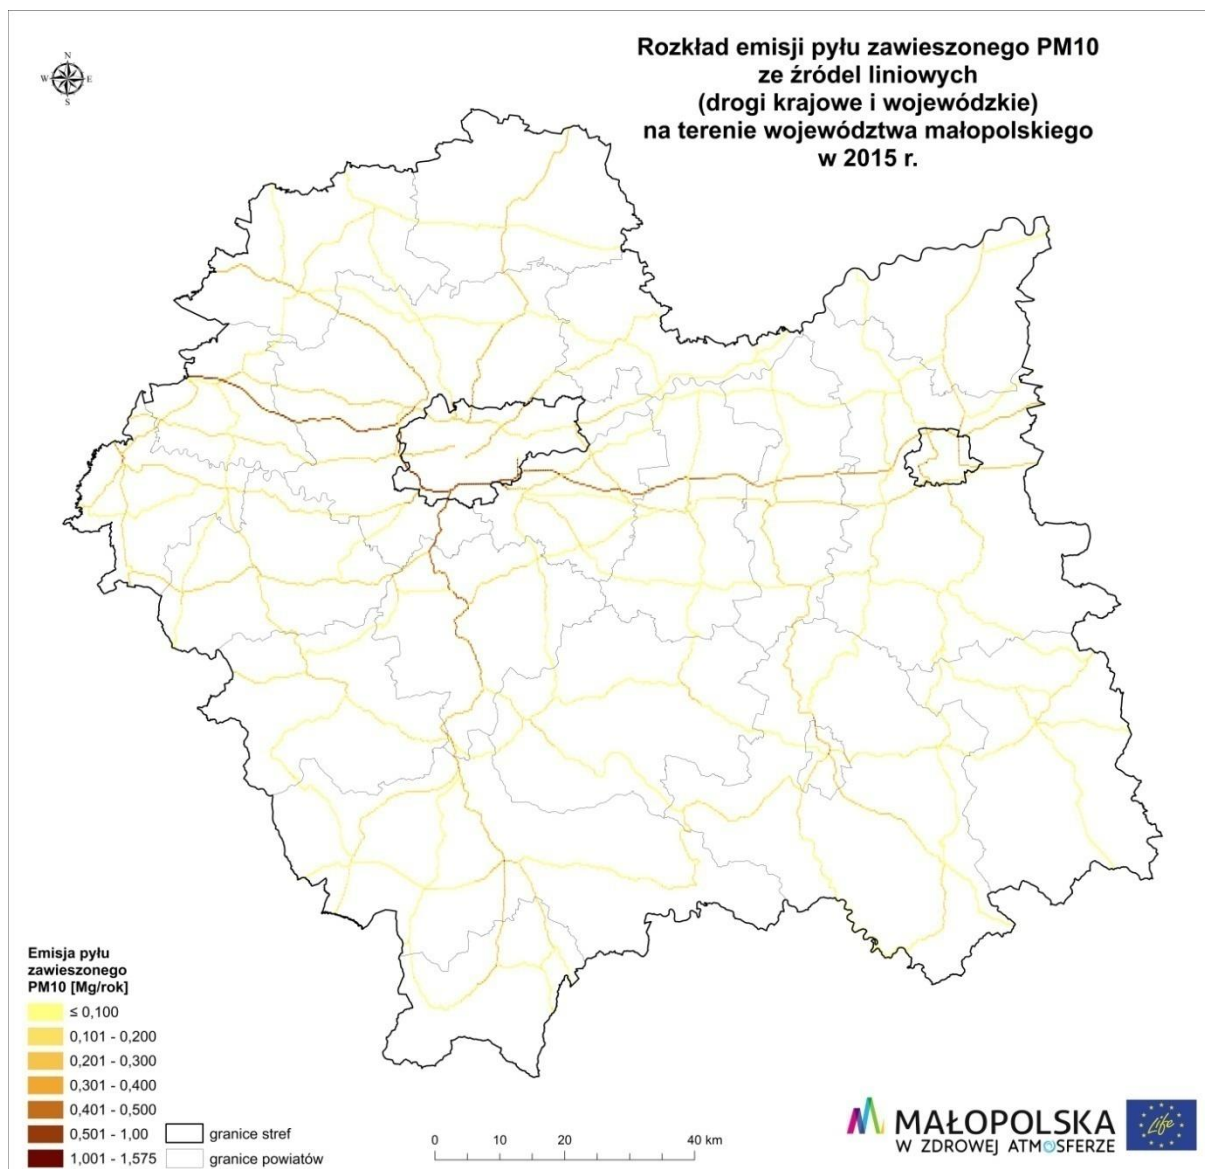 Rozkład emisji pyłu zawieszonego PM10
ze źródel liniowych
(drogi krajowe i wojewódzkie)
na terenie województwa małopolskiego
w 2015 r.
N
W E
S
Emisja pyłu
zawieszonego
PM10 [Mg/rok]
≤ 0,100
0,101 - 0,200
0,201 - 0,300
0,301 - 0,400
0,401 - 0,500
0,501 - 1,00
1,001 - 1,575
granice stref
granice powiatów
0 10 20 40 km
MAŁOPOLSKA
W ZDROWEJ ATMOSFERZE
Life